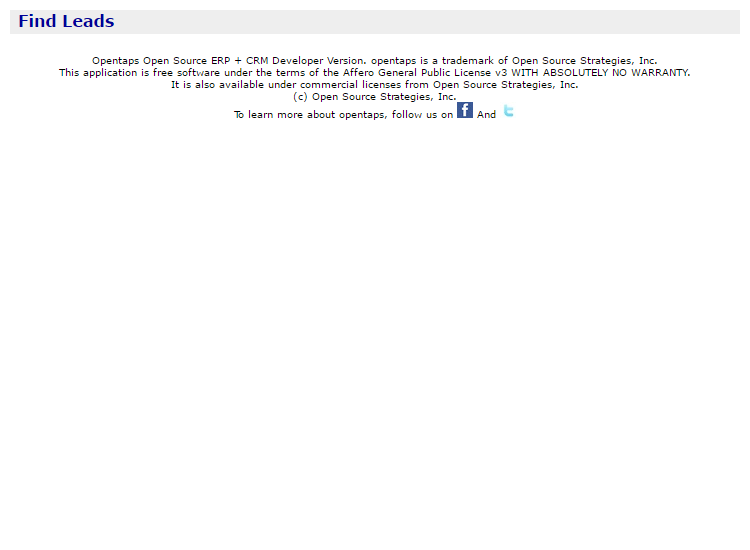 Find Leads
Opentaps Open Source ERP + CRM Developer Version. opentaps is a trademark of Open Source Strategies, Inc.
This application is free software under the terms of the Affero General Public License v3 WITH ABSOLUTELY NO WARRANTY.
It is also available under commercial licenses from Open Source Strategies, Inc.
(c) Open Source Strategies, Inc.
To learn more about opentaps, follow us on f And t